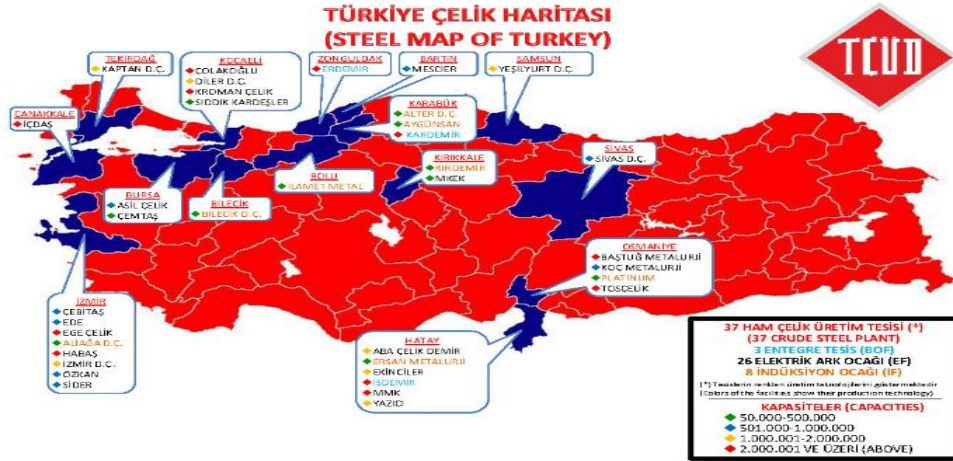 TÜRKİYE ÇELİK HARİTASI
(STEEL MAP OF TURKEY)
TÇÜD
TEKİRDAĞ
KAPTAN D.Ç.
KOCAELİ
ÇOLAKOĞLU
DİLER D.Ç.
KROMAN ÇELİK
SIDDIK KARDEŞLER
ZONGULDAK
ERDEMİR
BARTIN
MESCİER
SAMSUN
YEŞİLYURT D.Ç.
ÇANAKKALE
İÇDAŞ
KARABÜK
ALTER D.Ç.
AYGÜNSAN
KARDEMİR
KIRIKKALE
KIRDEMİR
MKEK
SİVAS
SİVAS D.Ç.
BURSA
ASİL ÇELİK
ÇEMTAŞ
BİLECİK
BİLECİK D.Ç.
BOLU
İLAMET METAL
OSMANİYE
BAŞTUĞ METALURJİ
KOÇ METALURJİ
PLATINUM
TOSÇELİK
İZMİR
ÇEBİTAŞ
EDE
EGE ÇELİK
ALİAĞA D.Ç.
HABAŞ
İZMİR D.Ç.
ÖZKAN
SİDER
HATAY
ABA ÇELİK DEMİR
ERSAN METALURJİ
EKİNCİLER
İSDEMİR
MMK
YAZICI
37 HAM ÇELİK ÜRETİM TESİSİ (*)
(37 CRUDE STEEL PLANT)
3 ENTEGRE TESİS (BOF)
26 ELEKTRİK ARK OCAĞI (EF)
8 İNDÜKSİYON OCAĞI (IF)
(*) Tesislerin renkleri üretim teknolojilerini göstermektedir
(Colors of the facilities show their production technology)
KAPASİTELER (CAPACITIES)
50.000-500.000
501.000-1.000.000
1.000.001-2.000.000
2.000.001 VE ÜZERİ (ABOVE)